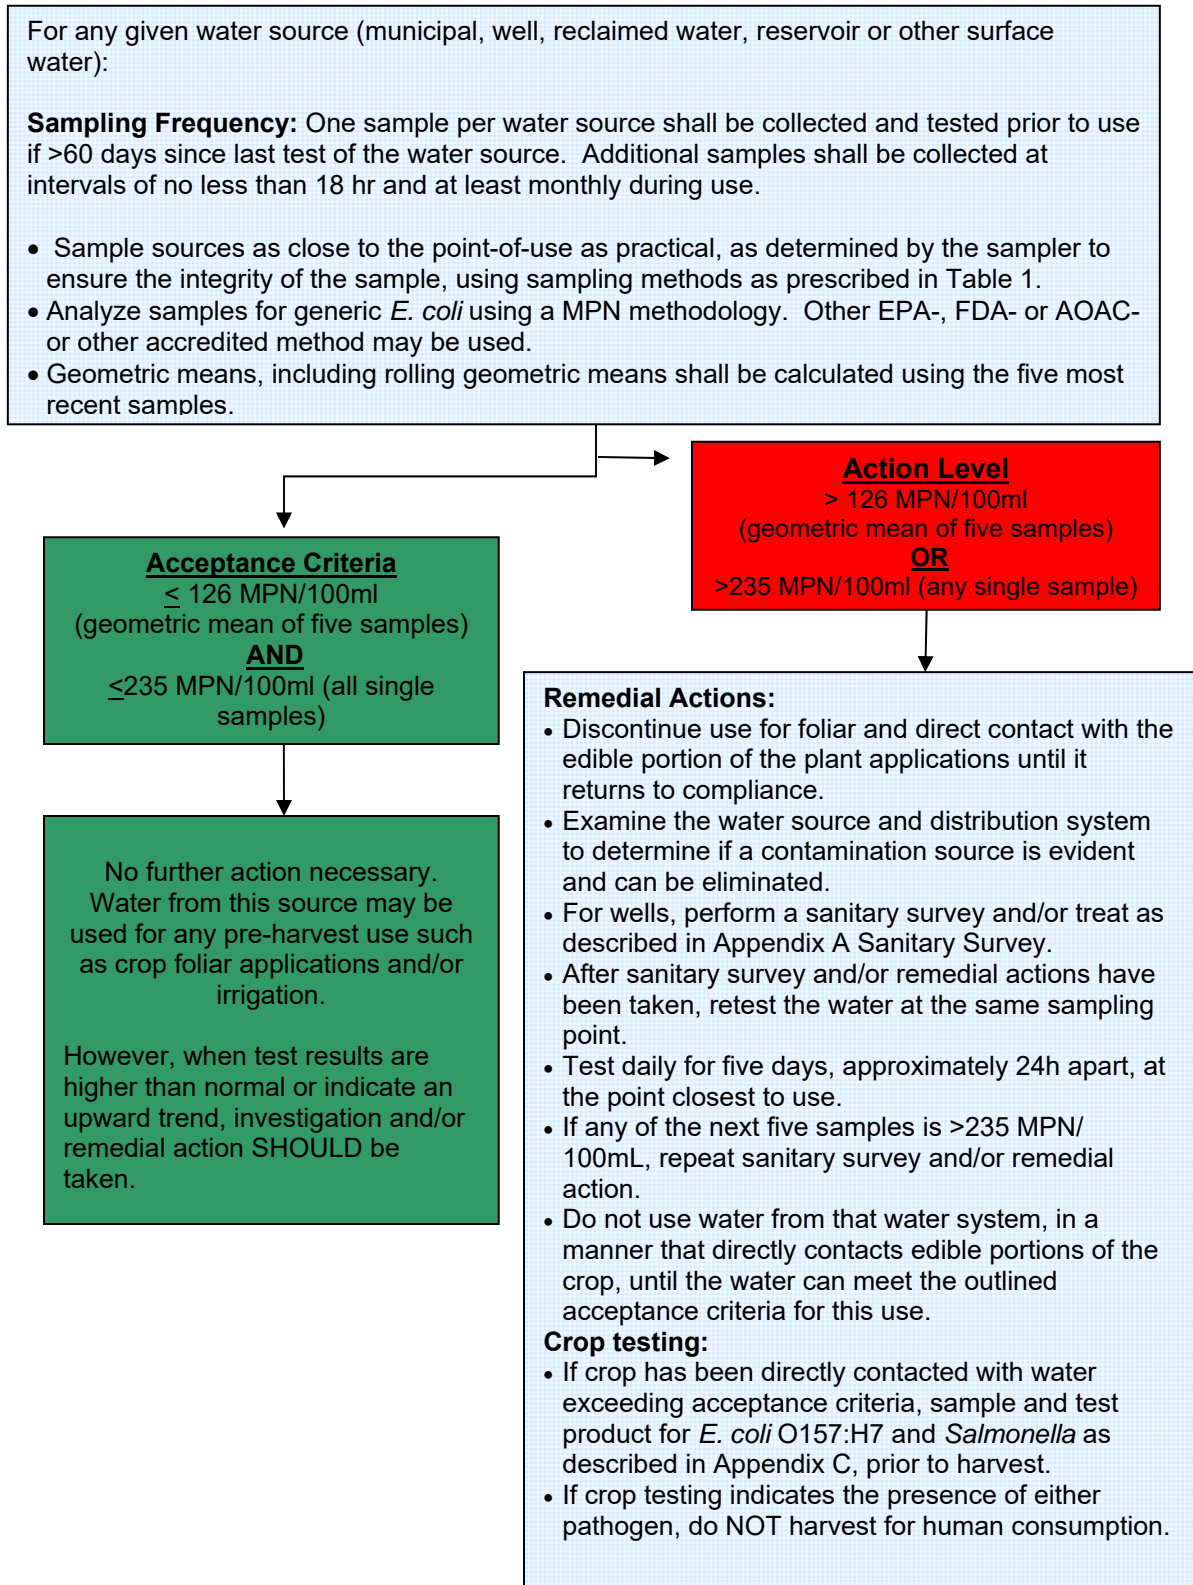 For any given water source (municipal, well, reclaimed water, reservoir or other surface
water):
Sampling Frequency: One sample per water source shall be collected and tested prior to use
if >60 days since last test of the water source. Additional samples shall be collected at
intervals of no less than 18 hr and at least monthly during use.
• Sample sources as close to the point-of-use as practical, as determined by the sampler to
ensure the integrity of the sample, using sampling methods as prescribed in Table 1.
• Analyze samples for generic E. coli using a MPN methodology. Other EPA-, FDA- or AOAC-
or other accredited method may be used.
• Geometric means, including rolling geometric means shall be calculated using the five most
recent samples.
Action Level
> 126 MPN/100ml
(geometric mean of five samples)
OR
>235 MPN/100ml (any single sample)
Acceptance Criteria
≤ 126 MPN/100ml
(geometric mean of five samples)
AND
≤235 MPN/100ml (all single
samples)
No further action necessary.
Water from this source may be
used for any pre-harvest use such
as crop foliar applications and/or
irrigation.
However, when test results are
higher than normal or indicate an
upward trend, investigation and/or
remedial action SHOULD be
taken.
Remedial Actions:
• Discontinue use for foliar and direct contact with the
edible portion of the plant applications until it
returns to compliance.
• Examine the water source and distribution system
to determine if a contamination source is evident
and can be eliminated.
• For wells, perform a sanitary survey and/or treat as
described in Appendix A Sanitary Survey.
• After sanitary survey and/or remedial actions have
been taken, retest the water at the same sampling
point.
• Test daily for five days, approximately 24h apart, at
the point closest to use.
• If any of the next five samples is >235 MPN/
100mL, repeat sanitary survey and/or remedial
action.
• Do not use water from that water system, in a
manner that directly contacts edible portions of the
crop, until the water can meet the outlined
acceptance criteria for this use.
Crop testing:
• If crop has been directly contacted with water
exceeding acceptance criteria, sample and test
product for E. coli O157:H7 and Salmonella as
described in Appendix C, prior to harvest.
• If crop testing indicates the presence of either
pathogen, do NOT harvest for human consumption.